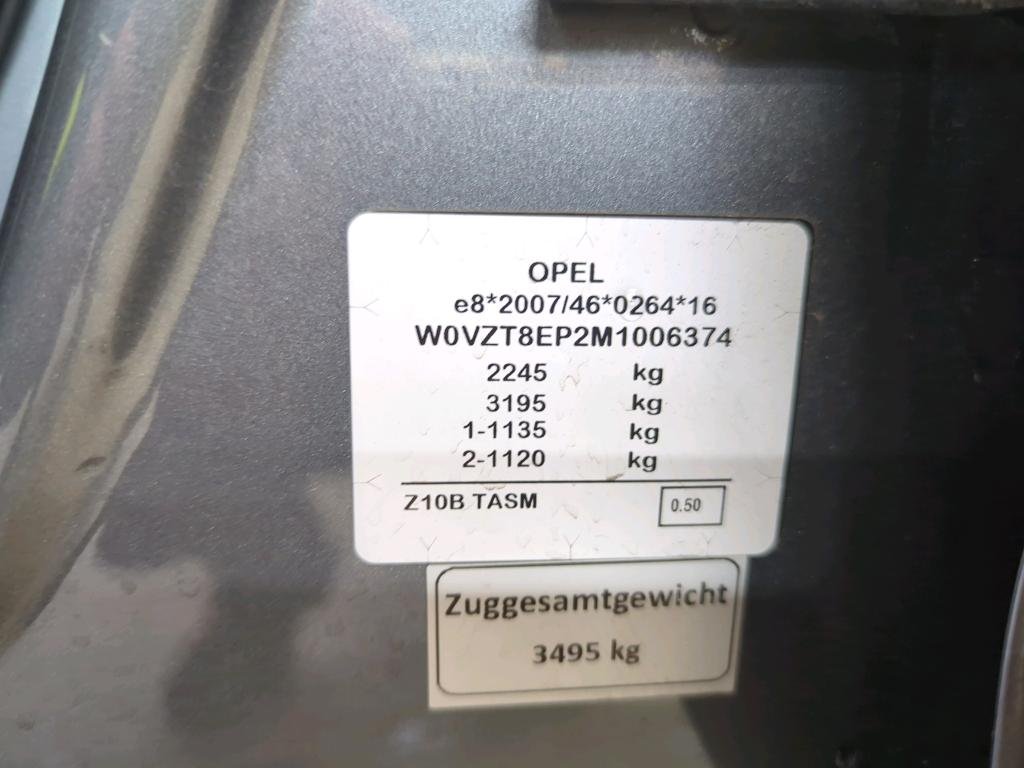 OPEL
e8*2007/46*0264*16
W0VZT8EP2M1006374
2245 kg
3195 kg
1-1135 kg
2-1120 kg
Z10B TASM 0.50
Zuggesamtgewicht
3495 kg